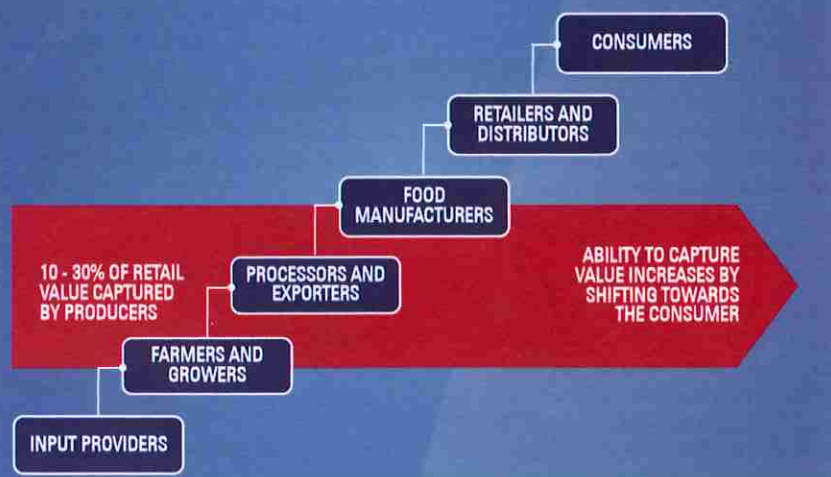 CONSUMERS
RETAILERS AND
DISTRIBUTORS
FOOD
MANUFACTURERS
10 - 30% OF RETAIL
VALUE CAPTURED
BY PRODUCERS
PROCESSORS AND
EXPORTERS
ABILITY TO CAPTURE
VALUE INCREASES BY
SHIFTING TOWARDS
THE CONSUMER
FARMERS AND
GROWERS
INPUT PROVIDERS